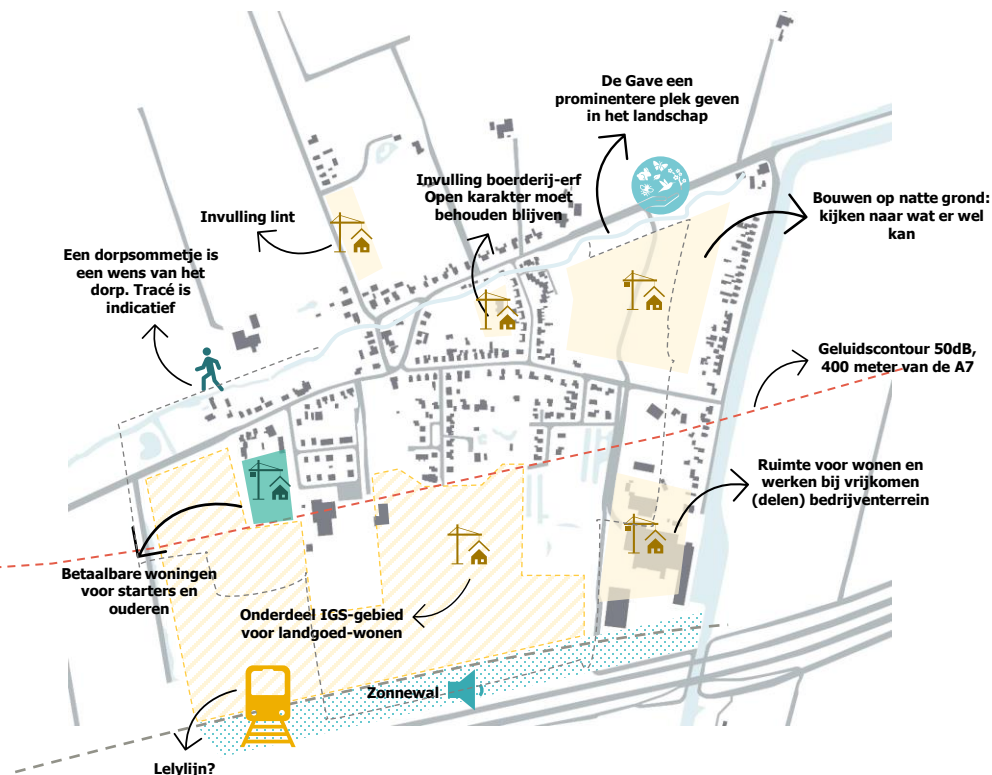 De Gave een
prominentere plek geven
in het landschap
Invulling boerderij-erf
Open karakter moet
behouden blijven
Bouwen op natte grond:
kijken naar wat er wel
kan
Invulling lint
Een dorpsommetje is
een wens van het
dorp. Tracé is
indicatief
Geluidscontour 50dB,
400 meter van de A7
Ruimte voor wonen en
werken bij vrijkomen
(delen) bedrijventerrein
Betaalbare woningen
voor starters en
ouderen
Onderdeel IGS-gebied
voor landgoed-wonen
Zonnewal
Lelylijn?